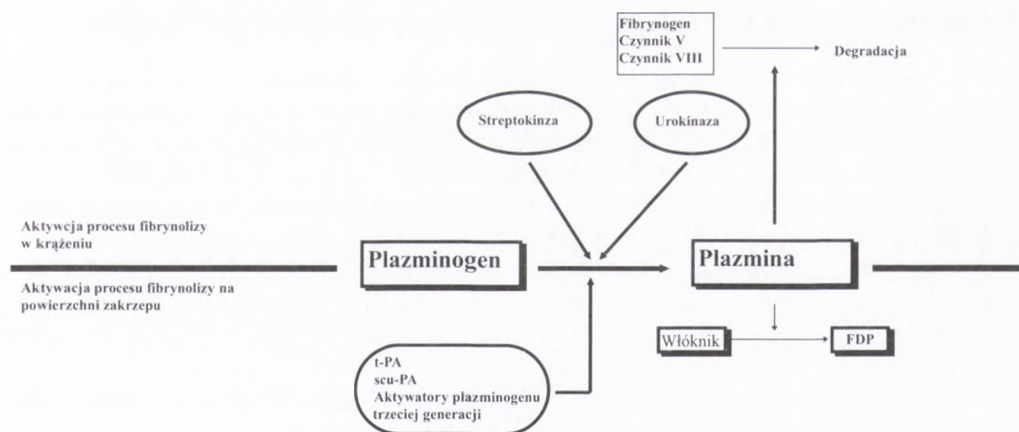 Fibrynogen
Czynnik V
Czynnik VIII
Degradacja
Streptokinza
Urokinaza
Aktywcja procesu fibrynolizy
w krążeniu
Plazminogen
Plazmina
Aktywacja procesu fibrynolizy na
powierzchni zakrzepu
Włóknik
FDP
t-PA
scu-PA
Aktywatory plazminogenu
trzeciej generacji